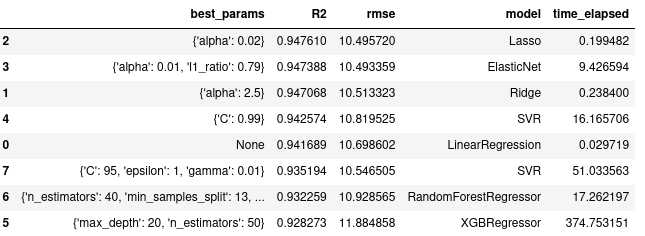 best_params R2 rmse model time_elapsed
2 {'alpha': 0.02} 0.947610 10.495720 Lasso 0.199482
3 {'alpha': 0.01, 'l1_ratio': 0.79} 0.947388 10.493359 ElasticNet 9.426594
1 {'alpha': 2.5} 0.947068 10.513323 Ridge 0.238400
4 {'C': 0.99} 0.942574 10.819525 SVR 16.165706
0 None 0.941689 10.698602 LinearRegression 0.029719
7 {'C': 95, 'epsilon': 1, 'gamma': 0.01} 0.935194 10.546505 SVR 51.033563
6 {'n_estimators': 40, 'min_samples_split': 13, ... 0.932259 10.928565 RandomForestRegressor 17.262197
5 {'max_depth': 20, 'n_estimators': 50} 0.928273 11.884858 XGBRegressor 374.753151